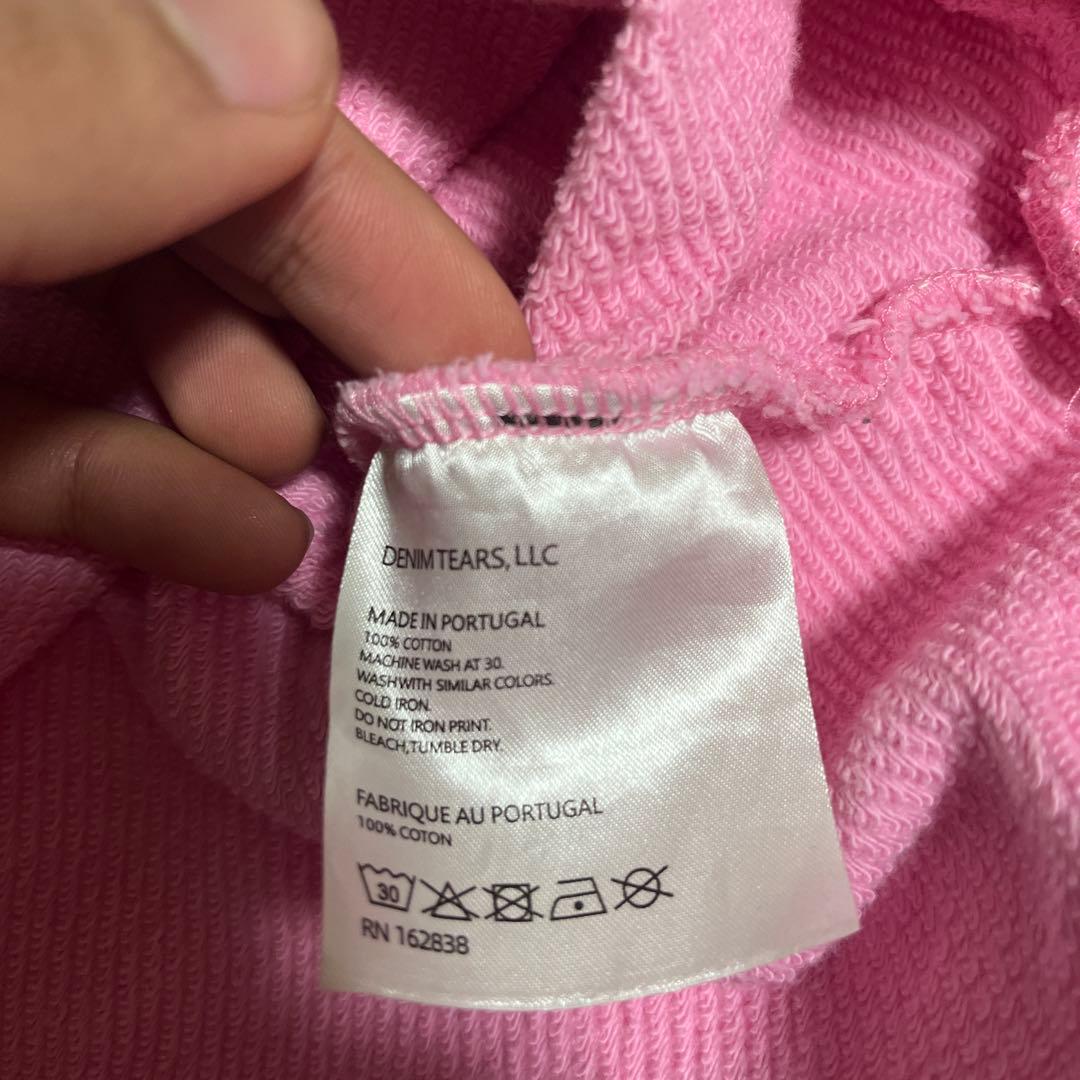 DENIM TEARS, LLC
MADE IN PORTUGAL
100% COTTON
MACHINE WASH AT 30.
WASH WITH SIMILAR COLORS.
COLD IRON.
DO NOT IRON PRINT.
BLEACH,TUMBLE DRY.
FABRIQUE AU PORTUGAL
100% COTON
30
RN 162838